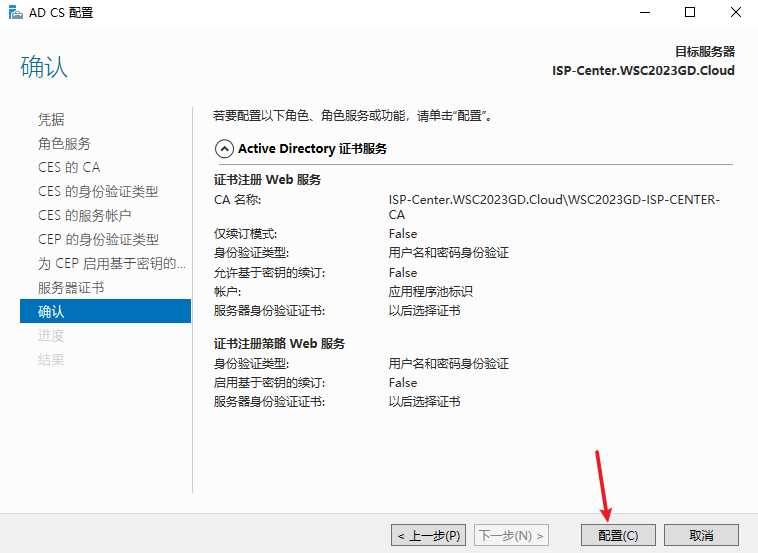 AD CS 配置
确认
目标服务器
ISP-Center.WSC2023GD.Cloud
凭据
角色服务
CES 的 CA
CES 的身份验证类型
CES 的服务帐户
CEP 的身份验证类型
为 CEP 启用基于密钥的...
服务器证书
确认
进度
结果
若要配置以下角色、角色服务或功能，请单击“配置”。
Active Directory 证书服务
证书注册 Web 服务
CA 名称: ISP-Center.WSC2023GD.Cloud\WSC2023GD-ISP-CENTER-
CA
仅续订模式: False
身份验证类型: 用户名和密码身份验证
允许基于密钥的续订: False
帐户: 应用程序池标识
服务器身份验证证书: 以后选择证书
证书注册策略 Web 服务
身份验证类型: 用户名和密码身份验证
启用基于密钥的续订: False
服务器身份验证证书: 以后选择证书
< 上一步(P) 下一步(N) > 配置(C) 取消